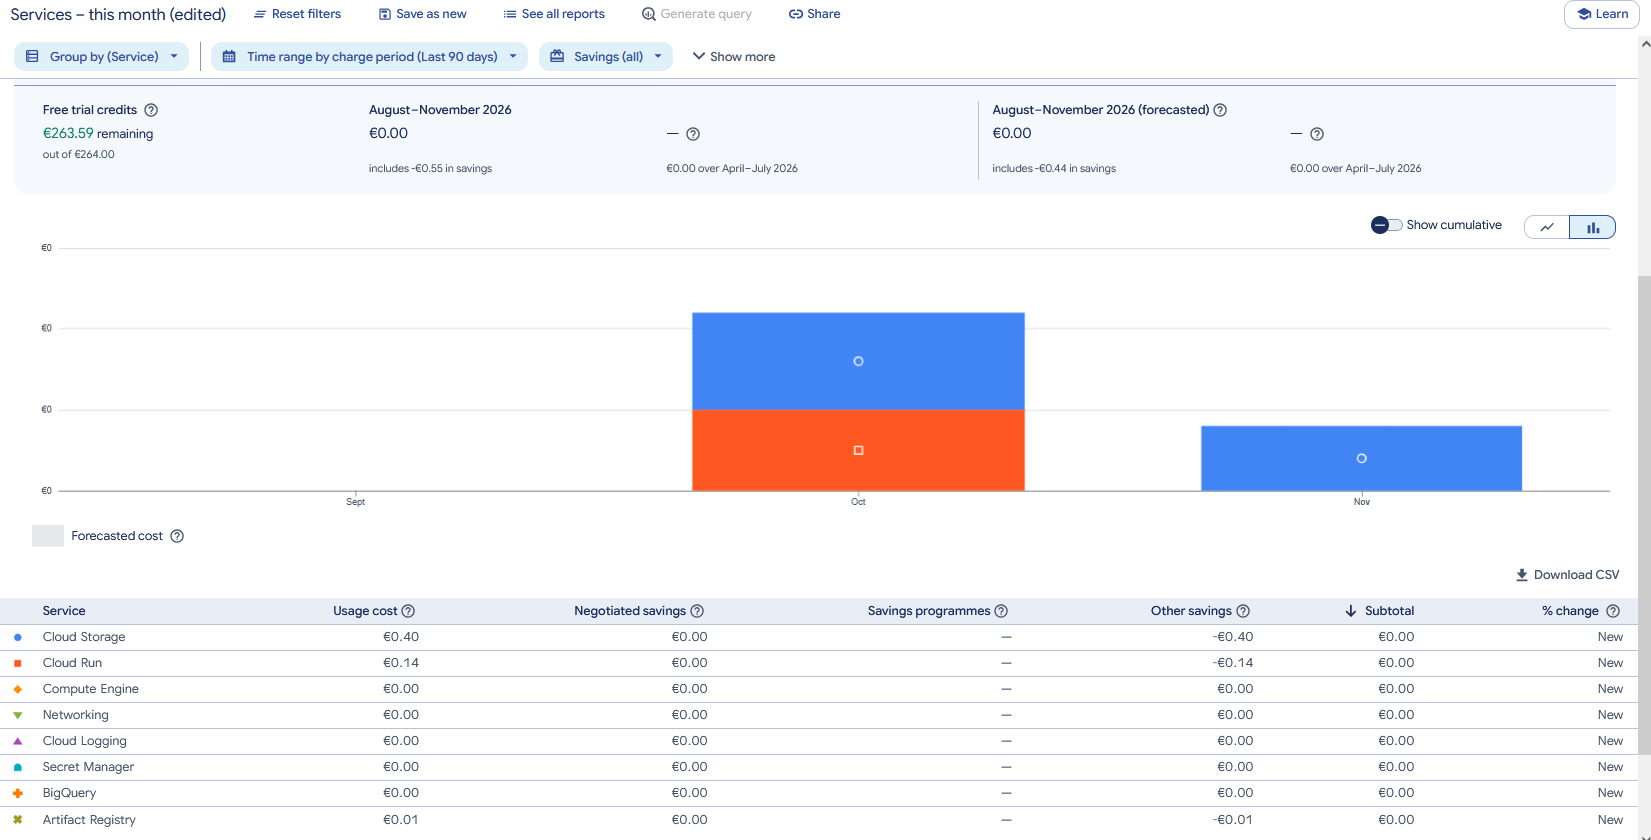 Services – this month (edited) Reset filters Save as new See all reports Generate query Share Learn
Group by (Service) Time range by charge period (Last 90 days) Savings (all) Show more
Free trial credits August–November 2026 August–November 2026 (forecasted)
€263.59 remaining €0.00 — €0.00 —
out of €264.00
includes -€0.55 in savings €0.00 over April–July 2026 includes -€0.44 in savings €0.00 over April–July 2026
Show cumulative
€0
€0
€0
€0
Sept Oct Nov
Forecasted cost
Download CSV
Service Usage cost Negotiated savings Savings programmes Other savings Subtotal % change
Cloud Storage €0.40 €0.00 — -€0.40 €0.00 New
Cloud Run €0.14 €0.00 — -€0.14 €0.00 New
Compute Engine €0.00 €0.00 — €0.00 €0.00 New
Networking €0.00 €0.00 — €0.00 €0.00 New
Cloud Logging €0.00 €0.00 — €0.00 €0.00 New
Secret Manager €0.00 €0.00 — €0.00 €0.00 New
BigQuery €0.00 €0.00 — €0.00 €0.00 New
Artifact Registry €0.01 €0.00 — -€0.01 €0.00 New